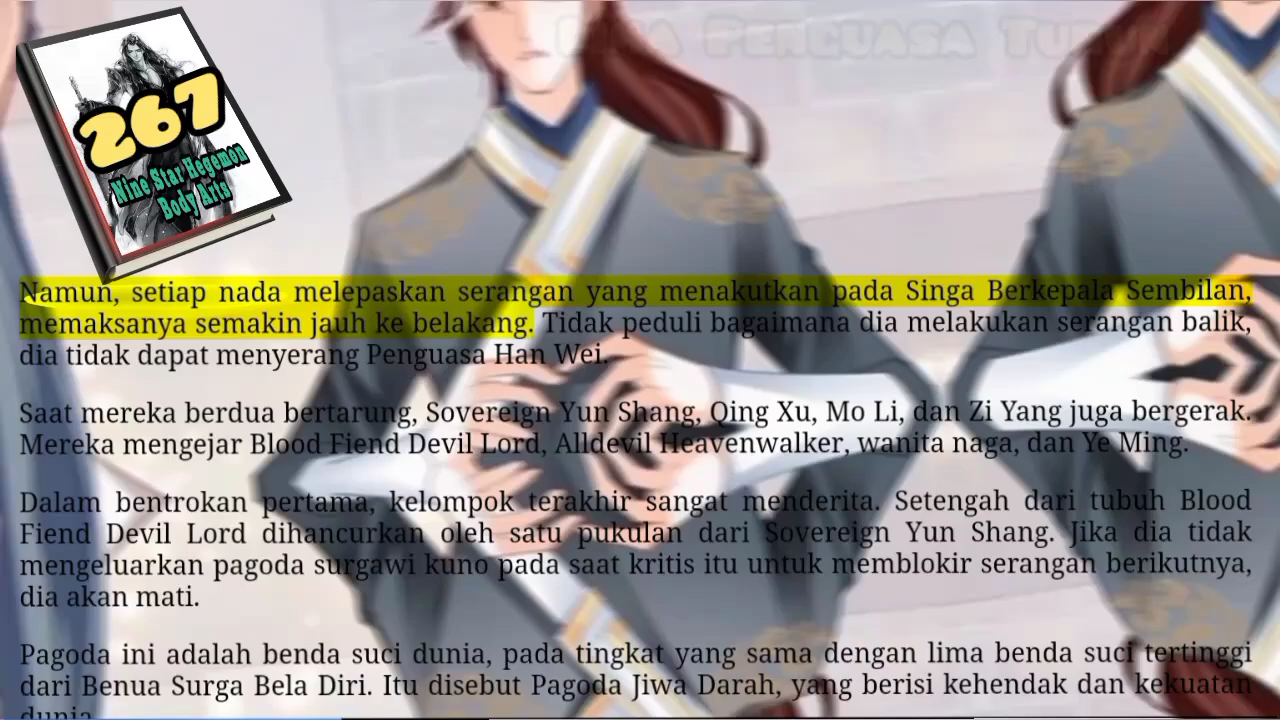 Lima Penguasa Turun
267
Nine Star Hegemon
Body Arts
Namun, setiap nada melepaskan serangan yang menakutkan pada Singa Berkepala Sembilan,
memaksanya semakin jauh ke belakang. Tidak peduli bagaimana dia melakukan serangan balik,
dia tidak dapat menyerang Penguasa Han Wei.
Saat mereka berdua bertarung, Sovereign Yun Shang, Qing Xu, Mo Li, dan Zi Yang juga bergerak.
Mereka mengejar Blood Fiend Devil Lord, Alldevil Heavenwalker, wanita naga, dan Ye Ming.
Dalam bentrokan pertama, kelompok terakhir sangat menderita. Setengah dari tubuh Blood
Fiend Devil Lord dihancurkan oleh satu pukulan dari Sovereign Yun Shang. Jika dia tidak
mengeluarkan pagoda surgawi kuno pada saat kritis itu untuk memblokir serangan berikutnya,
dia akan mati.
Pagoda ini adalah benda suci dunia, pada tingkat yang sama dengan lima benda suci tertinggi
dari Benua Surga Bela Diri. Itu disebut Pagoda Jiwa Darah, yang berisi kehendak dan kekuatan
dunia.